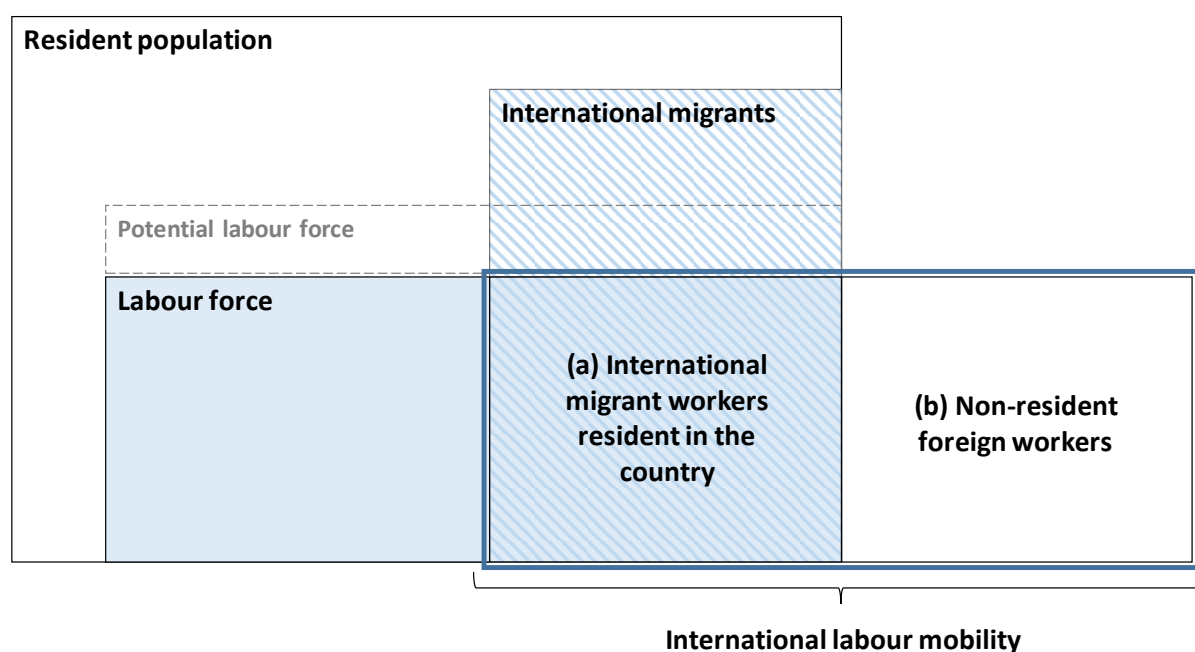 Resident population
International migrants
Potential labour force
Labour force
(a) International
migrant workers
resident in the
country
(b) Non-resident
foreign workers
International labour mobility